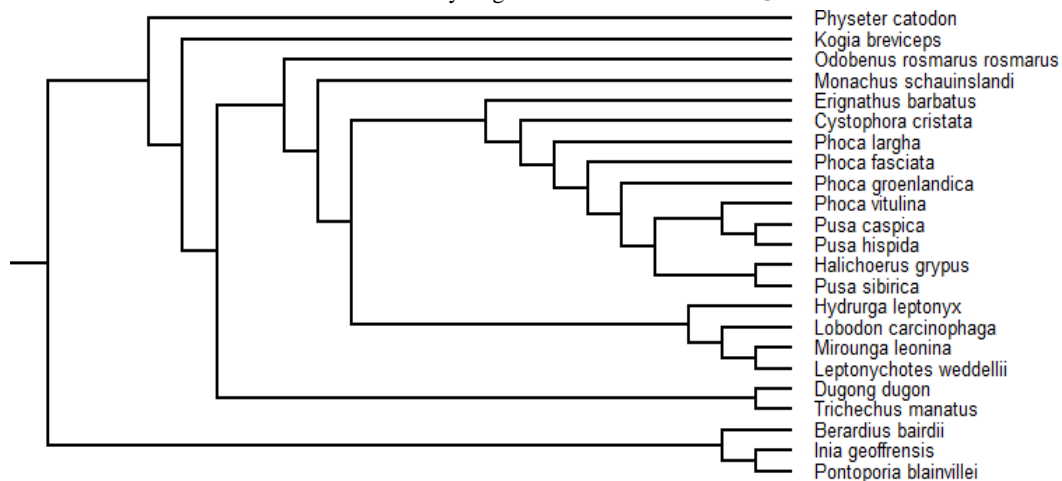 Physeter catodon
Kogia breviceps
Odobenus rosmarus rosmarus
Monachus schauinslandi
Erignathus barbatus
Cystophora cristata
Phoca largha
Phoca fasciata
Phoca groenlandica
Phoca vitulina
Pusa caspica
Pusa hispida
Halichoerus grypus
Pusa sibirica
Hydrurga leptonyx
Lobodon carcinophaga
Mirounga leonina
Leptonychotes weddellii
Dugong dugon
Trichechus manatus
Berardius bairdii
Inia geoffrensis
Pontoporia blainvillei